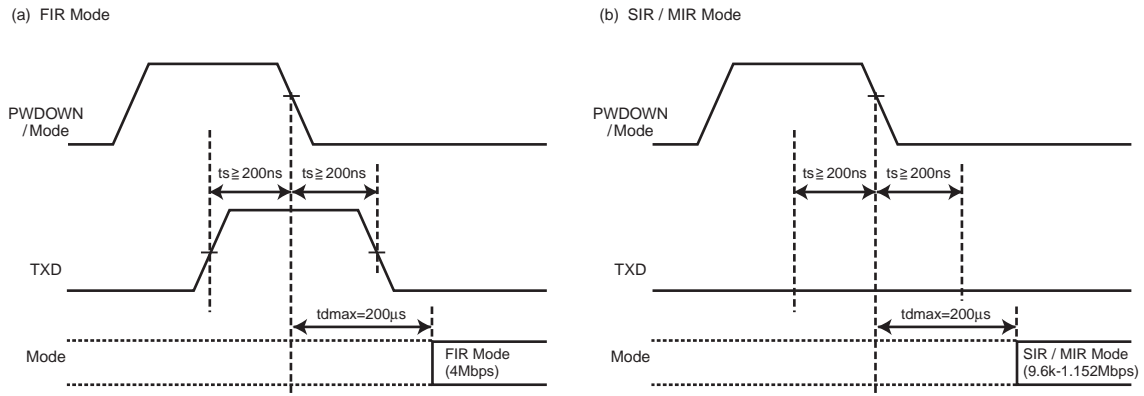 (a) FIR Mode
PWDOWN
/Mode
ts≧200ns
ts≧200ns
TXD
tdmax=200μs
Mode
FIR Mode
(4Mbps)
(b) SIR / MIR Mode
PWDOWN
/Mode
ts≧200ns
ts≧200ns
TXD
tdmax=200μs
Mode
SIR / MIR Mode
(9.6k-1.152Mbps)